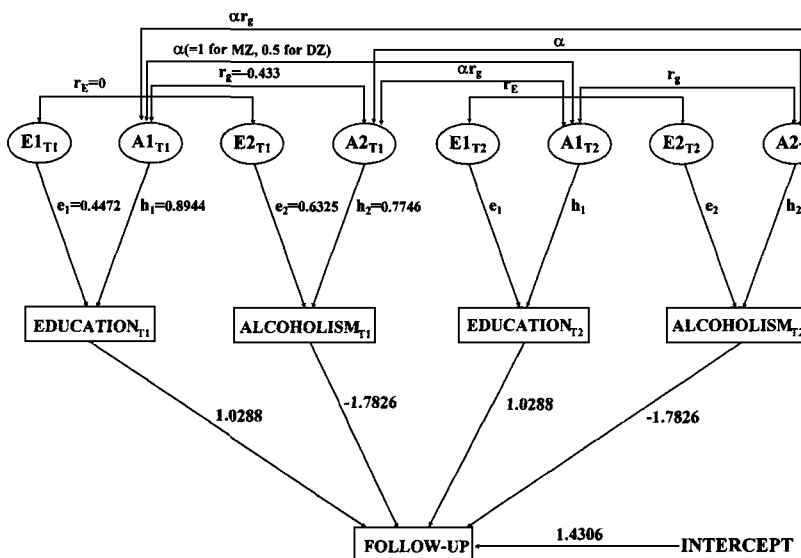 αr_g
α(=1 for MZ, 0.5 for DZ) α
r_g=-0.433 αr_g r_g
r_E=0 r_E
E1_T1 A1_T1 E2_T1 A2_T1 E1_T2 A1_T2 E2_T2 A2
e_1=0.4472 h_1=0.8944 e_2=0.6325 h_2=0.7746 e_1 h_1 e_2 h_2
EDUCATION_T1 ALCOHOLISM_T1 EDUCATION_T2 ALCOHOLISM_T2
1.0288 -1.7826 1.0288 -1.7826
1.4306
FOLLOW-UP INTERCEPT